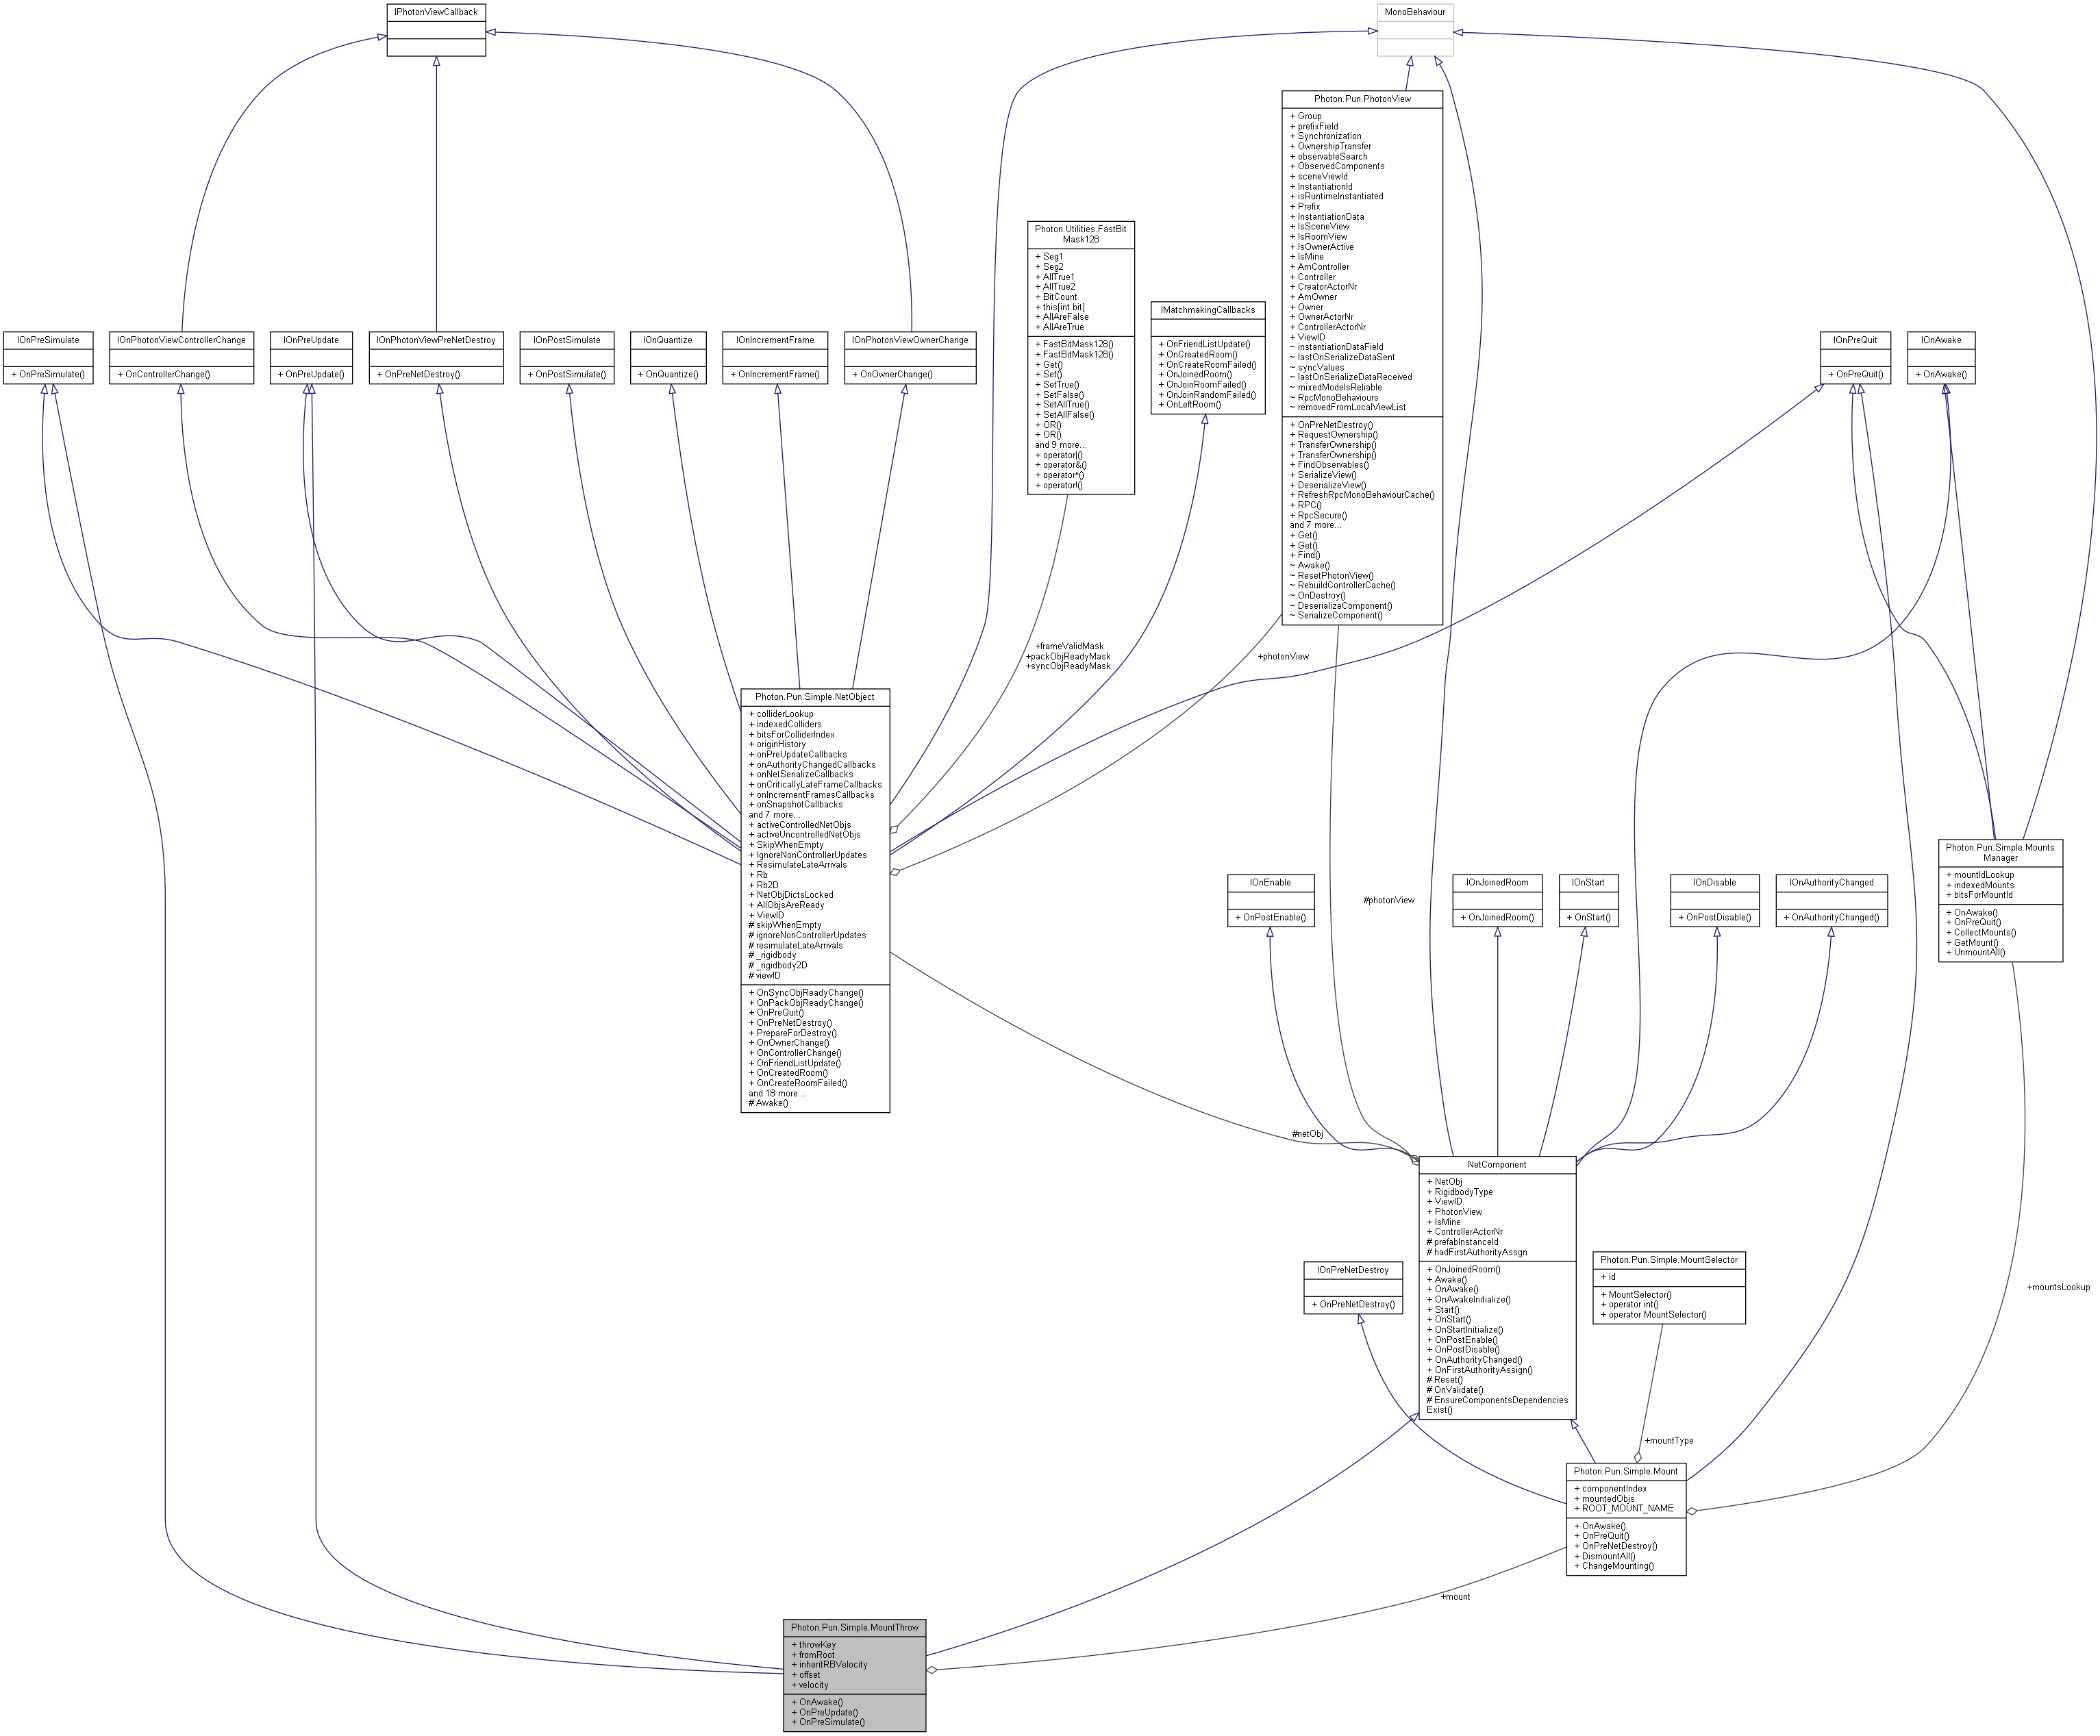 IPhotonViewCallback
MonoBehaviour
Photon.Pun.PhotonView
+ Group
+ prefixField
+ Synchronization
+ OwnershipTransfer
+ observableSearch
+ ObservedComponents
+ sceneViewId
+ InstantiationId
+ isRuntimeInstantiated
+ Prefix
+ InstantiationData
+ IsSceneView
+ IsRoomView
+ IsOwnerActive
+ IsMine
+ AmController
+ Controller
+ CreatorActorNr
+ AmOwner
+ Owner
+ OwnerActorNr
+ ControllerActorNr
+ ViewID
~ instantiationDataField
~ lastOnSerializeDataSent
~ syncValues
~ lastOnSerializeDataReceived
~ mixedModeIsReliable
~ RpcMonoBehaviours
~ removedFromLocalViewList
+ OnPreNetDestroy()
+ RequestOwnership()
+ TransferOwnership()
+ TransferOwnership()
+ FindObservables()
+ SerializeView()
+ DeserializeView()
+ RefreshRpcMonoBehaviourCache()
+ RPC()
+ RpcSecure()
and 7 more...
+ Get()
+ Get()
+ Find()
~ Awake()
~ ResetPhotonView()
~ RebuildControllerCache()
~ OnDestroy()
~ DeserializeComponent()
~ SerializeComponent()
Photon.Utilities.FastBit
Mask128
+ Seg1
+ Seg2
+ AllTrue1
+ AllTrue2
+ BitCount
+ this[int bit]
+ AllAreFalse
+ AllAreTrue
+ FastBitMask128()
+ FastBitMask128()
+ Get()
+ Set()
+ SetTrue()
+ SetFalse()
+ SetAllTrue()
+ SetAllFalse()
+ OR()
+ OR()
and 9 more...
+ operator|()
+ operator&()
+ operator^()
+ operator!()
IMatchmakingCallbacks
+ OnFriendListUpdate()
+ OnCreatedRoom()
+ OnCreateRoomFailed()
+ OnJoinedRoom()
+ OnJoinRoomFailed()
+ OnJoinRandomFailed()
+ OnLeftRoom()
IOnPreSimulate
+ OnPreSimulate()
IOnPhotonViewControllerChange
+ OnControllerChange()
IOnPreUpdate
+ OnPreUpdate()
IOnPhotonViewPreNetDestroy
+ OnPreNetDestroy()
IOnPostSimulate
+ OnPostSimulate()
IOnQuantize
+ OnQuantize()
IOnIncrementFrame
+ OnIncrementFrame()
IOnPhotonViewOwnerChange
+ OnOwnerChange()
IOnPreQuit
+ OnPreQuit()
IOnAwake
+ OnAwake()
+frameValidMask
+packObjReadyMask
+syncObjReadyMask
+photonView
Photon.Pun.Simple.NetObject
+ colliderLookup
+ indexedColliders
+ bitsForColliderIndex
+ originHistory
+ onPreUpdateCallbacks
+ onAuthorityChangedCallbacks
+ onNetSerializeCallbacks
+ onCriticallyLateFrameCallbacks
+ onIncrementFramesCallbacks
+ onSnapshotCallbacks
and 7 more...
+ activeControlledNetObjs
+ activeUncontrolledNetObjs
+ SkipWhenEmpty
+ IgnoreNonControllerUpdates
+ ResimulateLateArrivals
+ Rb
+ Rb2D
+ NetObjDictsLocked
+ AllObjsAreReady
+ ViewID
# skipWhenEmpty
# ignoreNonControllerUpdates
# resimulateLateArrivals
# _rigidbody
# _rigidbody2D
# viewID
+ OnSyncObjReadyChange()
+ OnPackObjReadyChange()
+ OnPreQuit()
+ OnPreNetDestroy()
+ PrepareForDestroy()
+ OnOwnerChange()
+ OnControllerChange()
+ OnFriendListUpdate()
+ OnCreatedRoom()
+ OnCreateRoomFailed()
and 18 more...
# Awake()
Photon.Pun.Simple.Mounts
Manager
+ mountIdLookup
+ indexedMounts
+ bitsForMountId
+ OnAwake()
+ OnPreQuit()
+ CollectMounts()
+ GetMount()
+ UnmountAll()
IOnEnable
+ OnPostEnable()
#photonView
IOnJoinedRoom
+ OnJoinedRoom()
IOnStart
+ OnStart()
IOnDisable
+ OnPostDisable()
IOnAuthorityChanged
+ OnAuthorityChanged()
#netObj
NetComponent
+ NetObj
+ RigidbodyType
+ ViewID
+ PhotonView
+ IsMine
+ ControllerActorNr
# prefabInstanceId
# hadFirstAuthorityAssgn
+ OnJoinedRoom()
+ Awake()
+ OnAwake()
+ OnAwakeInitialize()
+ Start()
+ OnStart()
+ OnStartInitialize()
+ OnPostEnable()
+ OnPostDisable()
+ OnAuthorityChanged()
+ OnFirstAuthorityAssign()
# Reset()
# OnValidate()
# EnsureComponentsDependencies
Exist()
IOnPreNetDestroy
+ OnPreNetDestroy()
Photon.Pun.Simple.MountSelector
+ id
+ MountSelector()
+ operator int()
+ operator MountSelector()
+mountsLookup
+mountType
Photon.Pun.Simple.Mount
+ componentIndex
+ mountedObjs
+ ROOT_MOUNT_NAME
+ OnAwake()
+ OnPreQuit()
+ OnPreNetDestroy()
+ DismountAll()
+ ChangeMounting()
+mount
Photon.Pun.Simple.MountThrow
+ throwKey
+ fromRoot
+ inheritRBVelocity
+ offset
+ velocity
+ OnAwake()
+ OnPreUpdate()
+ OnPreSimulate()